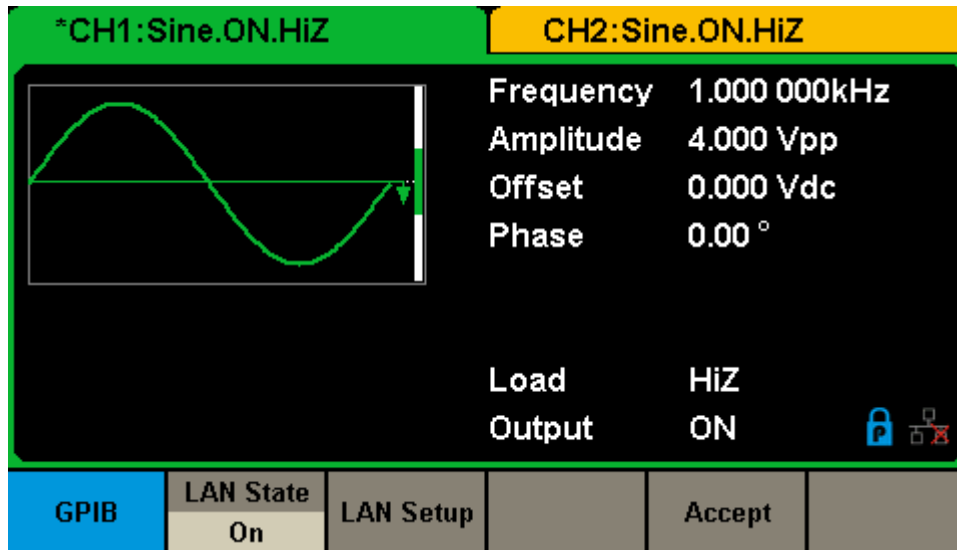 *CH1:Sine.ON.HiZ
CH2:Sine.ON.HiZ
Frequency 1.000 000kHz
Amplitude 4.000 Vpp
Offset 0.000 Vdc
Phase 0.00 °
Load HiZ
Output ON
P
GPIB
LAN State
On
LAN Setup
Accept